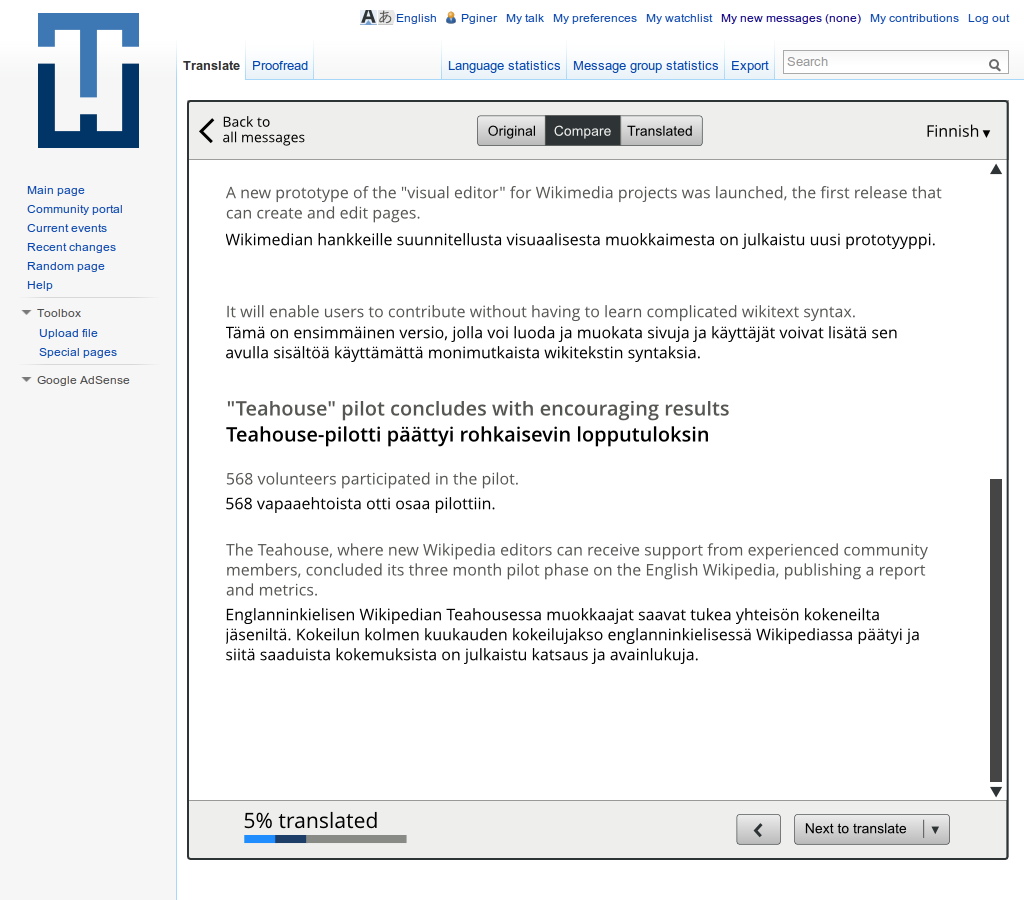 Aあ English Pginer My talk My preferences My watchlist My new messages (none) My contributions Log out
Translate Proofread Language statistics Message group statistics Export Search
Main page
Community portal
Current events
Recent changes
Random page
Help
Toolbox
Upload file
Special pages
Google AdSense
Back to
all messages
Original Compare Translated
Finnish
A new prototype of the "visual editor" for Wikimedia projects was launched, the first release that
can create and edit pages.
Wikimedian hankkeille suunnitellusta visuaalisesta muokkaimesta on julkaistu uusi prototyyppi.
It will enable users to contribute without having to learn complicated wikitext syntax.
Tämä on ensimmäinen versio, jolla voi luoda ja muokata sivuja ja käyttäjät voivat lisätä sen
avulla sisältöä käyttämättä monimutkaista wikitekstin syntaksia.
"Teahouse" pilot concludes with encouraging results
Teahouse-pilotti päättyi rohkaisevin lopputuloksin
568 volunteers participated in the pilot.
568 vapaaehtoista otti osaa pilottiin.
The Teahouse, where new Wikipedia editors can receive support from experienced community
members, concluded its three month pilot phase on the English Wikipedia, publishing a report
and metrics.
Englanninkielisen Wikipedian Teahousessa muokkaajat saavat tukea yhteisön kokeneilta
jäseniltä. Kokeilun kolmen kuukauden kokeilujakso englanninkielisessä Wikipediassa päätyi ja
siitä saaduista kokemuksista on julkaistu katsaus ja avainlukuja.
5% translated
Next to translate